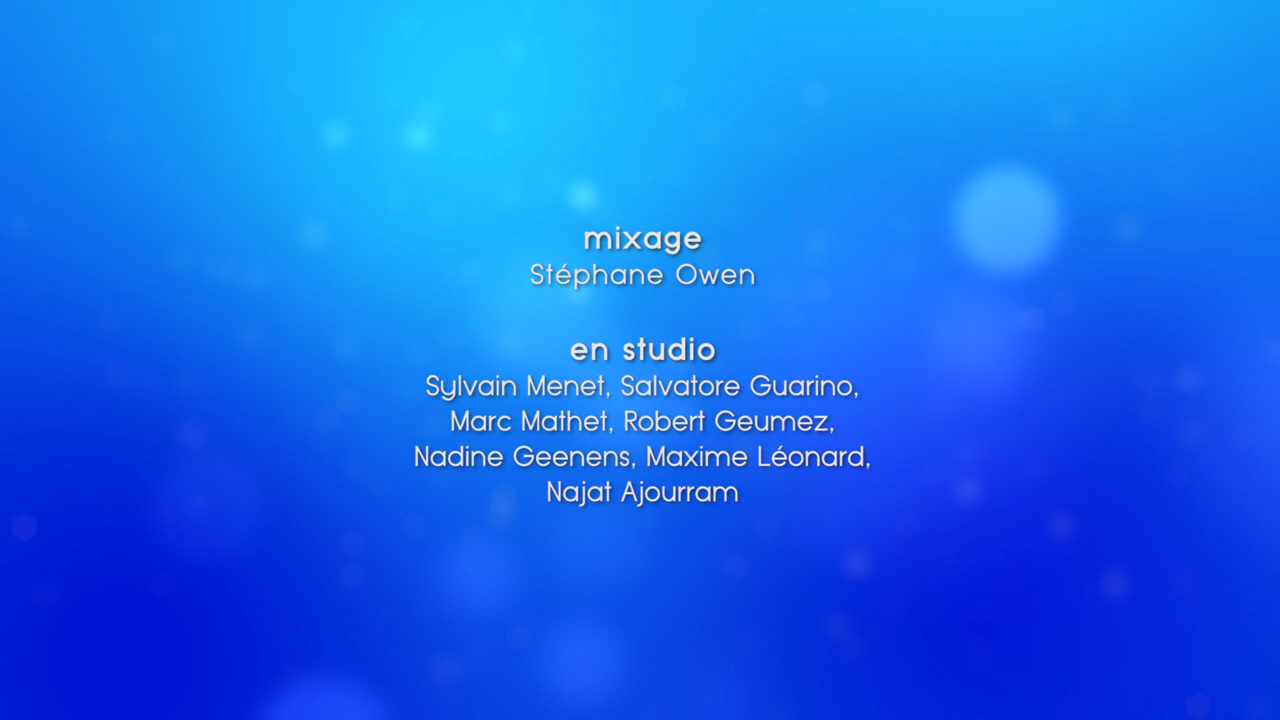 mixage
Stéphane Owen
en studio
Sylvain Menet, Salvatore Guarino,
Marc Mathet, Robert Geumez,
Nadine Geenens, Maxime Léonard,
Najat Ajourram